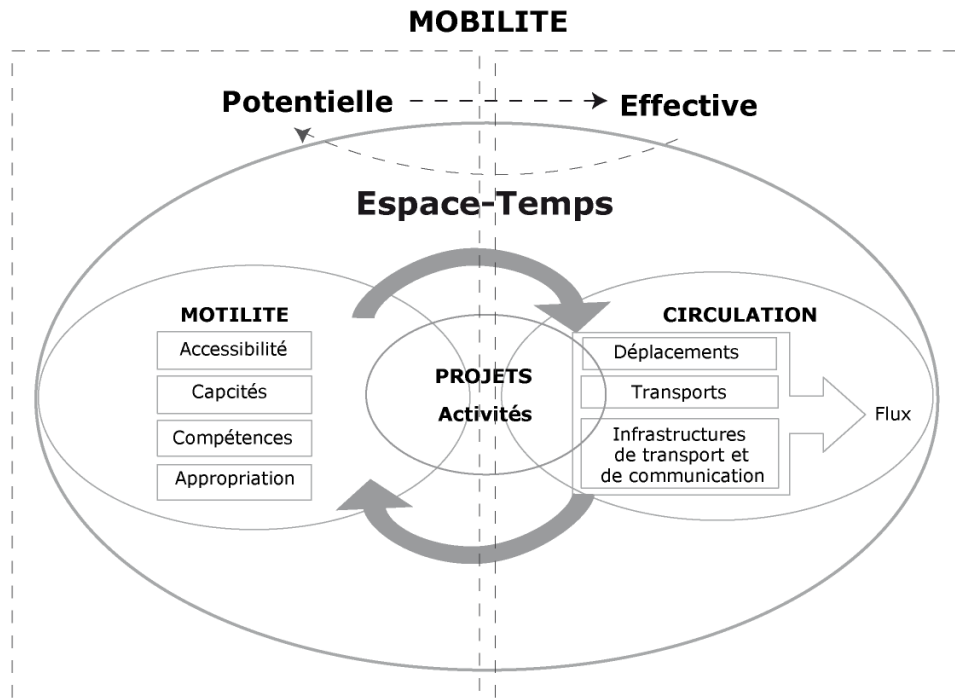 MOBILITE
Potentielle
Effective
Espace-Temps
MOTILITE
Accessibilité
Capcités
Compétences
Appropriation
PROJETS
Activités
CIRCULATION
Déplacements
Transports
Infrastructures
de transport et
de communication
Flux